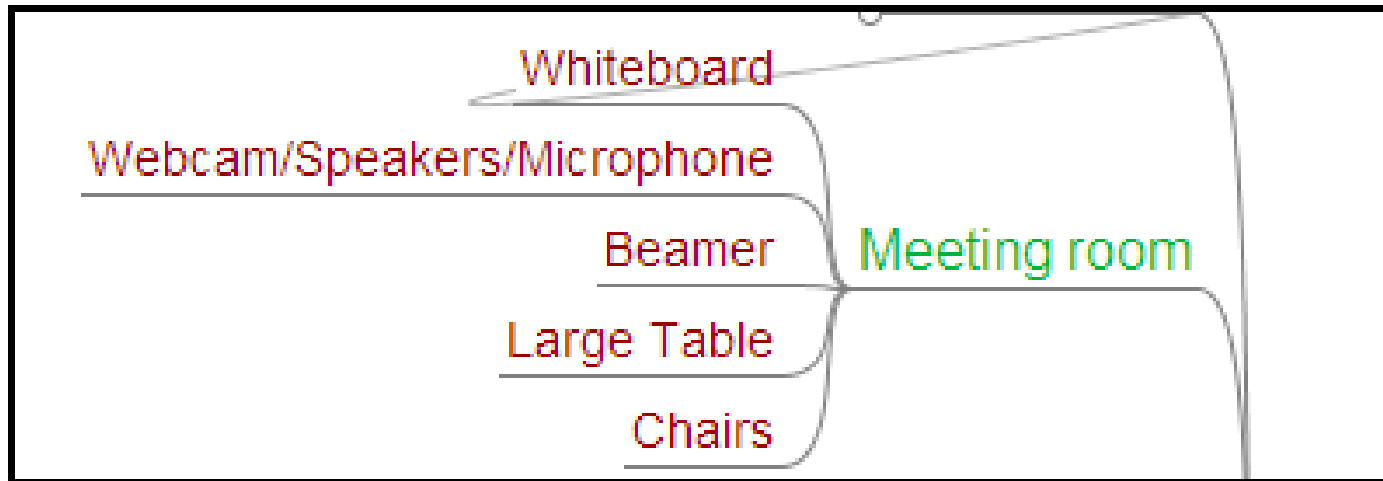 Whiteboard
Webcam/Speakers/Microphone
Beamer
Meeting room
Large Table
Chairs